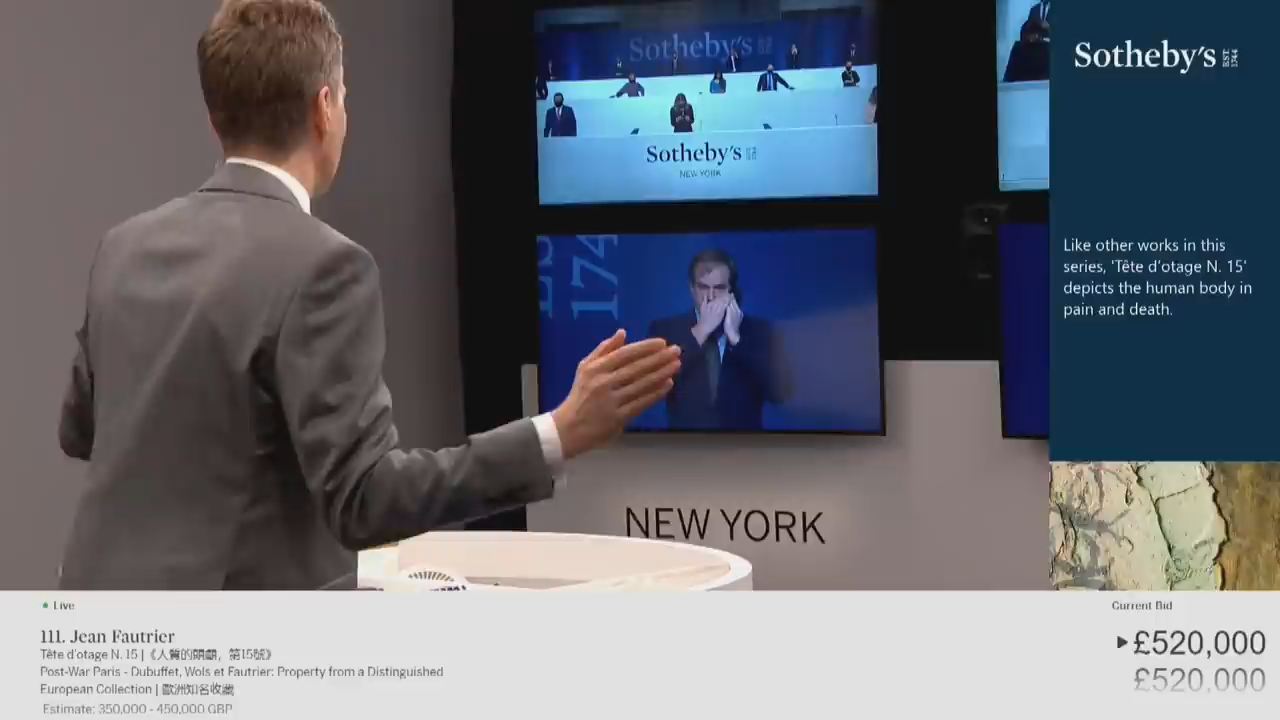 Sotheby's EST. 1744
Sotheby's
NEW YORK
174
Sotheby's EST. 1744
Like other works in this
series, 'Tête d'otage N. 15'
depicts the human body in
pain and death.
NEW YORK
Live
Current Bid
111. Jean Fautrier
£520,000
Tête d'otage N. 15 | 《人質的頭顱，第15號》
Post-War Paris - Dubuffet, Wols et Fautrier: Property from a Distinguished
£520,000
European Collection | 歐洲知名收藏
Estimate: 350,000 - 450,000 GBP